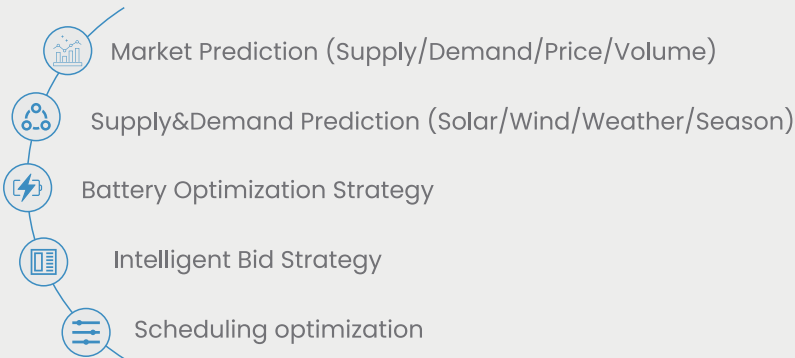 Market Prediction (Supply/Demand/Price/Volume)
Supply&Demand Prediction (Solar/Wind/Weather/Season)
Battery Optimization Strategy
Intelligent Bid Strategy
Scheduling optimization